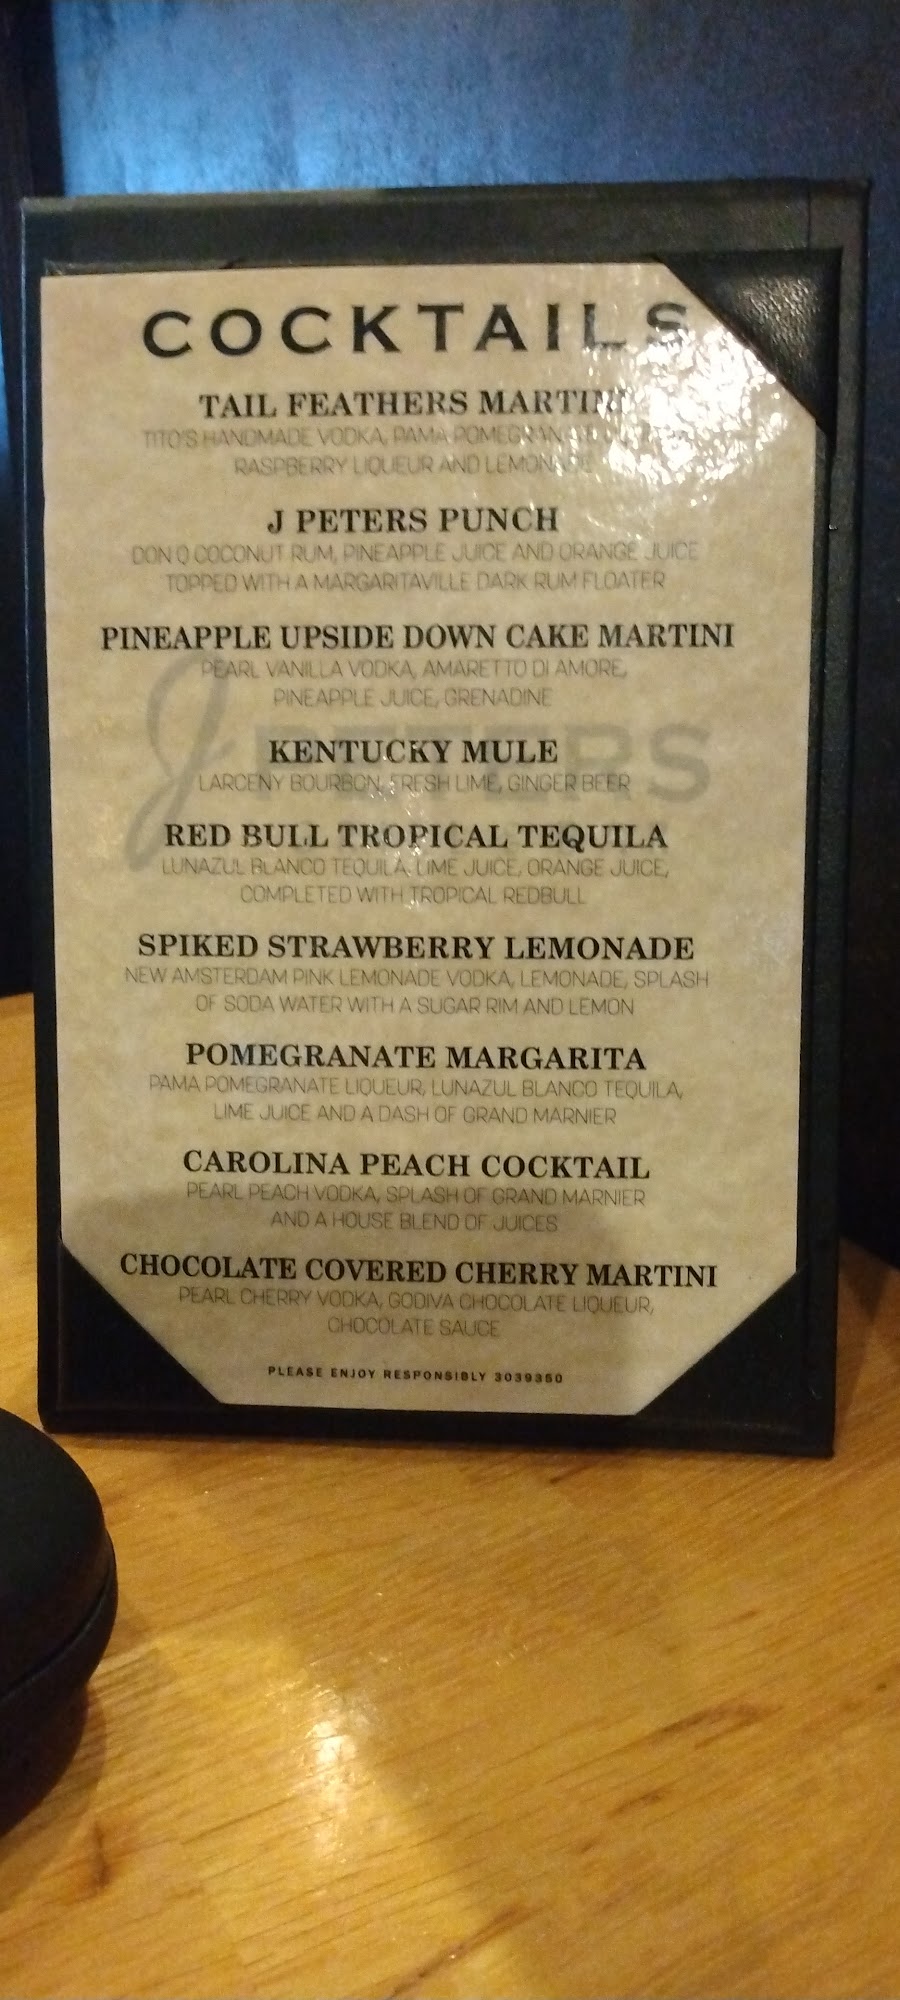 COCKTAILS
TAIL FEATHERS MARTINI
TITO'S HANDMADE VODKA, PAMA POMEGRANATE
RASPBERRY LIQUEUR AND LEMONADE
J PETERS PUNCH
DON Q COCONUT RUM, PINEAPPLE JUICE AND ORANGE JUICE
TOPPED WITH A MARGARITAVILLE DARK RUM FLOATER
PINEAPPLE UPSIDE DOWN CAKE MARTINI
PEARL VANILLA VODKA, AMARETTO DI AMORE,
PINEAPPLE JUICE, GRENADINE
J PETERS
KENTUCKY MULE
LARCENY BOURBON, FRESH LIME, GINGER BEER
RED BULL TROPICAL TEQUILA
LUNAZUL BLANCO TEQUILA, LIME JUICE, ORANGE JUICE,
COMPLETED WITH TROPICAL REDBULL
SPIKED STRAWBERRY LEMONADE
NEW AMSTERDAM PINK LEMONADE VODKA, LEMONADE, SPLASH
OF SODA WATER WITH A SUGAR RIM AND LEMON
POMEGRANATE MARGARITA
PAMA POMEGRANATE LIQUEUR, LUNAZUL BLANCO TEQUILA,
LIME JUICE AND A DASH OF GRAND MARNIER
CAROLINA PEACH COCKTAIL
PEARL PEACH VODKA, SPLASH OF GRAND MARNIER
AND A HOUSE BLEND OF JUICES
CHOCOLATE COVERED CHERRY MARTINI
PEARL CHERRY VODKA, GODIVA CHOCOLATE LIQUEUR,
CHOCOLATE SAUCE
PLEASE ENJOY RESPONSIBLY 3039350